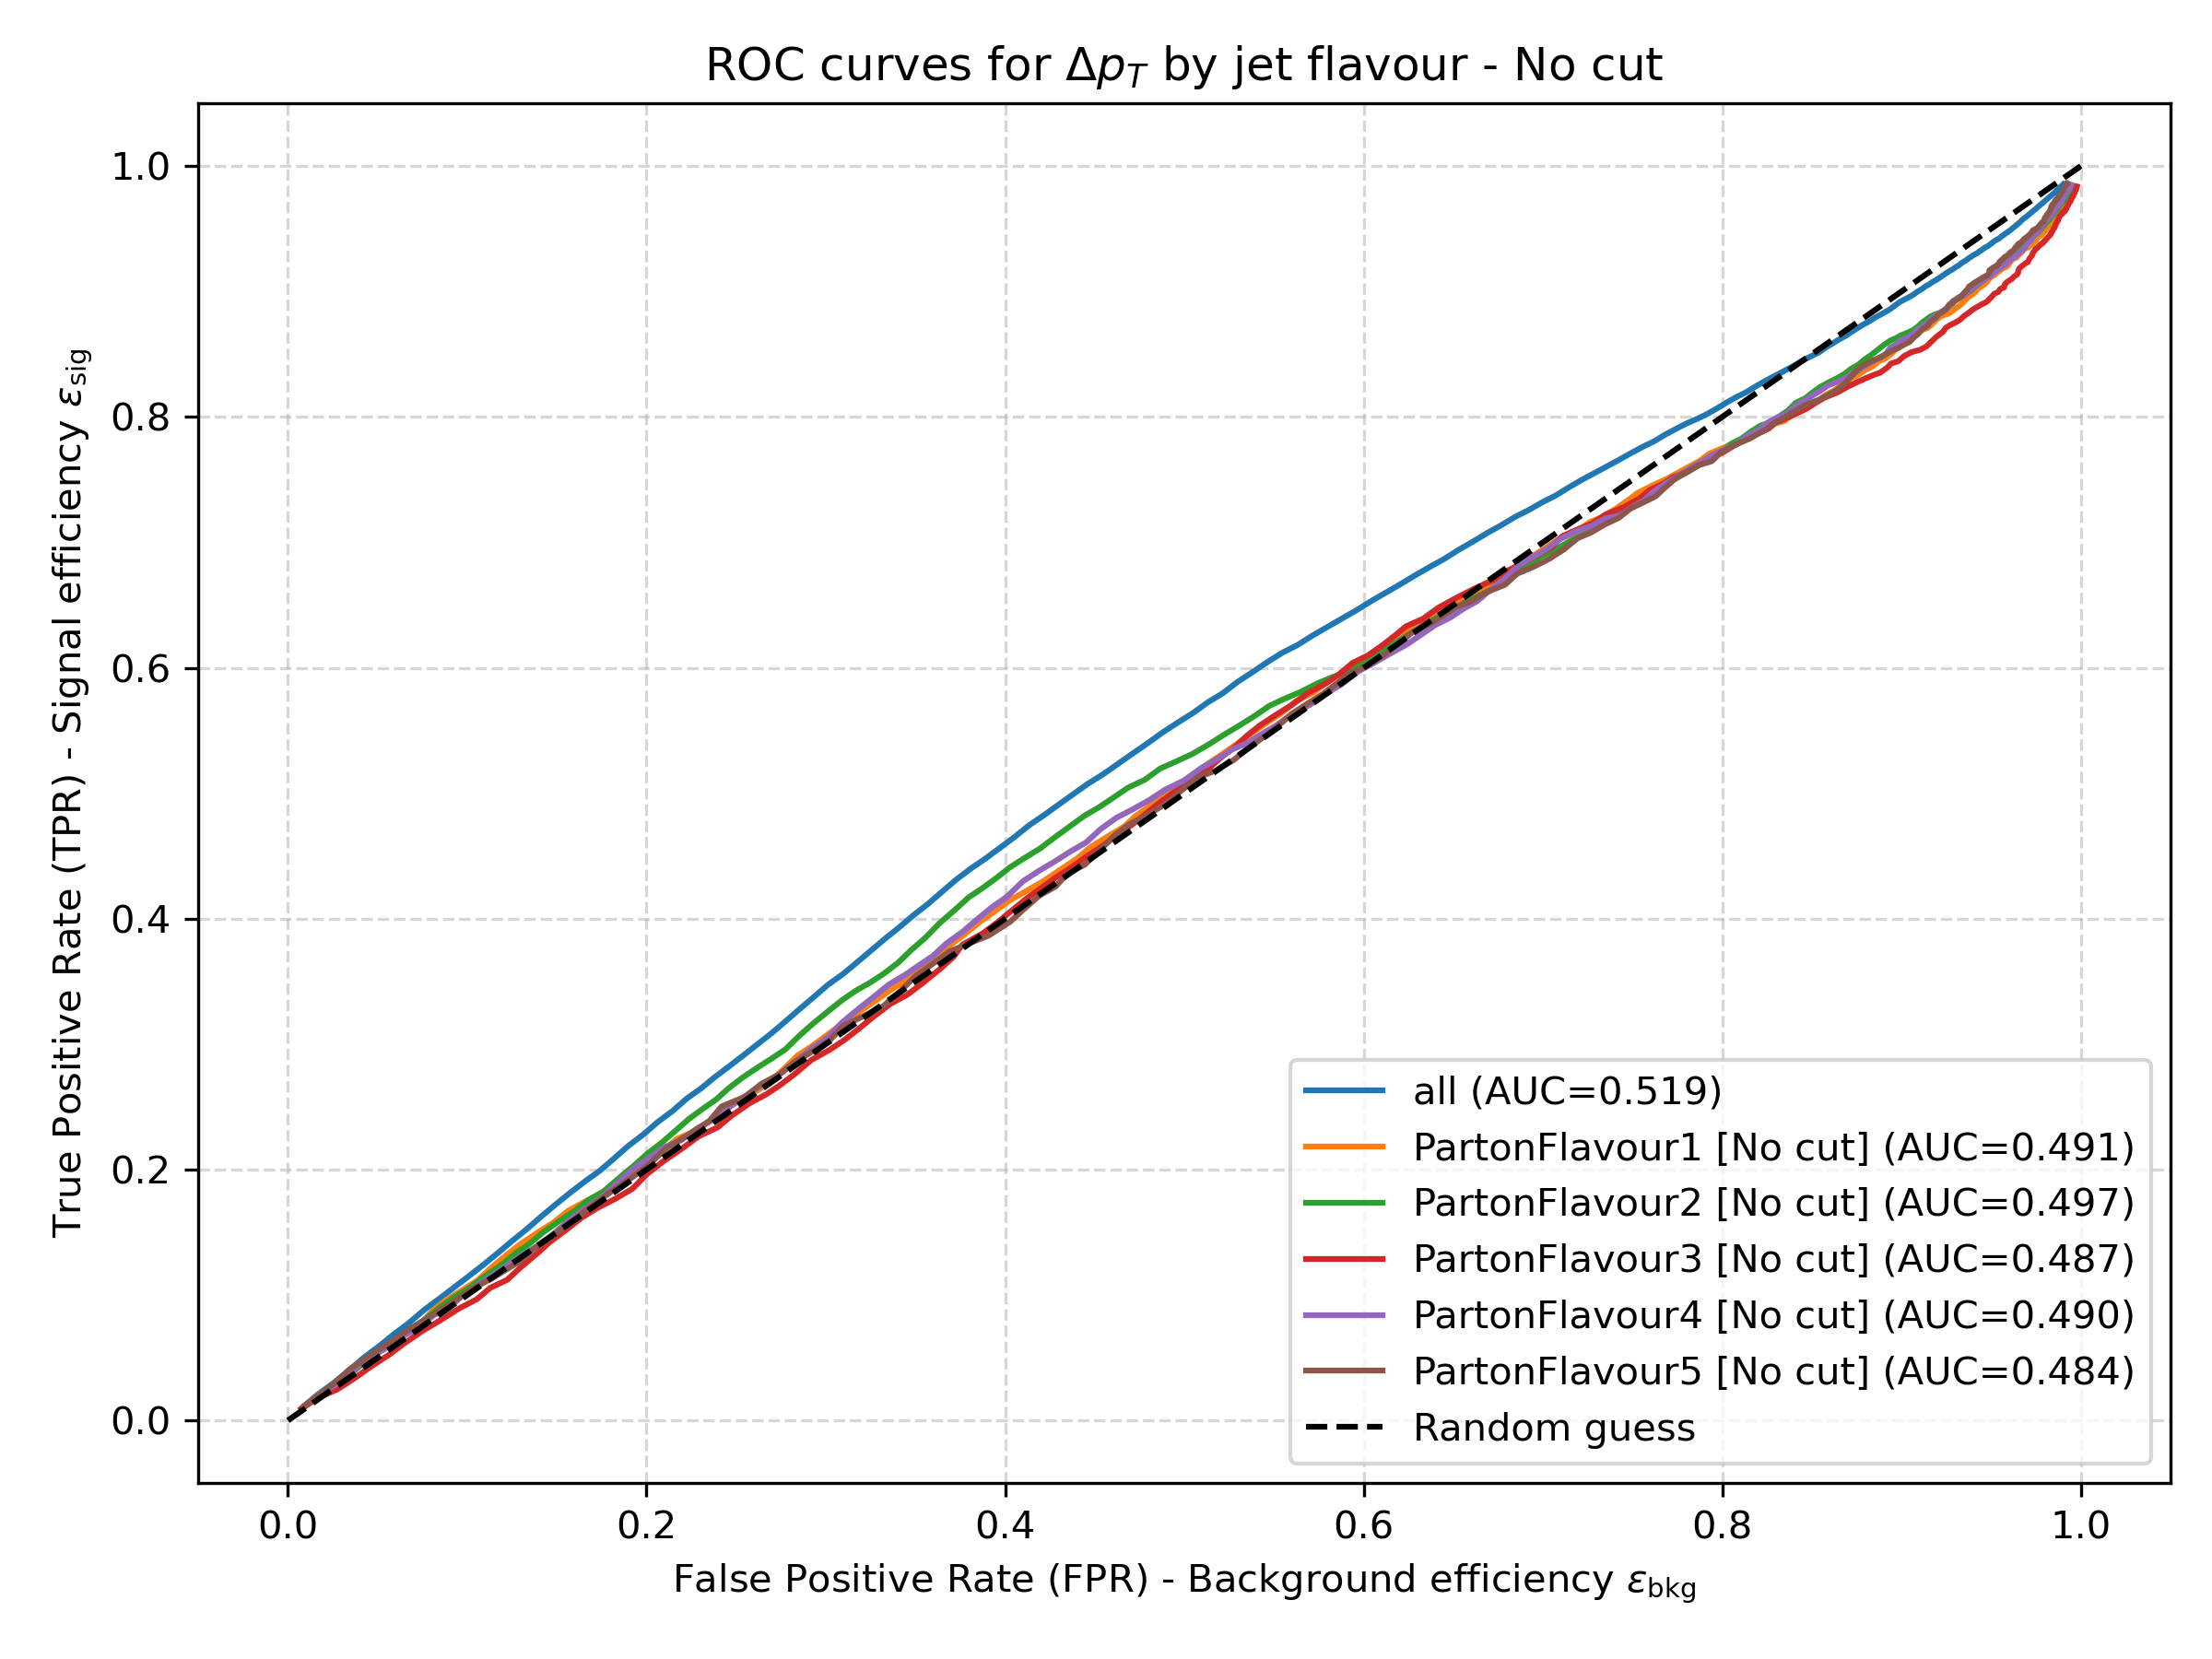 ROC curves for Δp_T by jet flavour - No cut
True Positive Rate (TPR) - Signal efficiency ε_sig
1.0
0.8
0.6
0.4
0.2
0.0
all (AUC=0.519)
PartonFlavour1 [No cut] (AUC=0.491)
PartonFlavour2 [No cut] (AUC=0.497)
PartonFlavour3 [No cut] (AUC=0.487)
PartonFlavour4 [No cut] (AUC=0.490)
PartonFlavour5 [No cut] (AUC=0.484)
Random guess
0.0 0.2 0.4 0.6 0.8 1.0
False Positive Rate (FPR) - Background efficiency ε_bkg